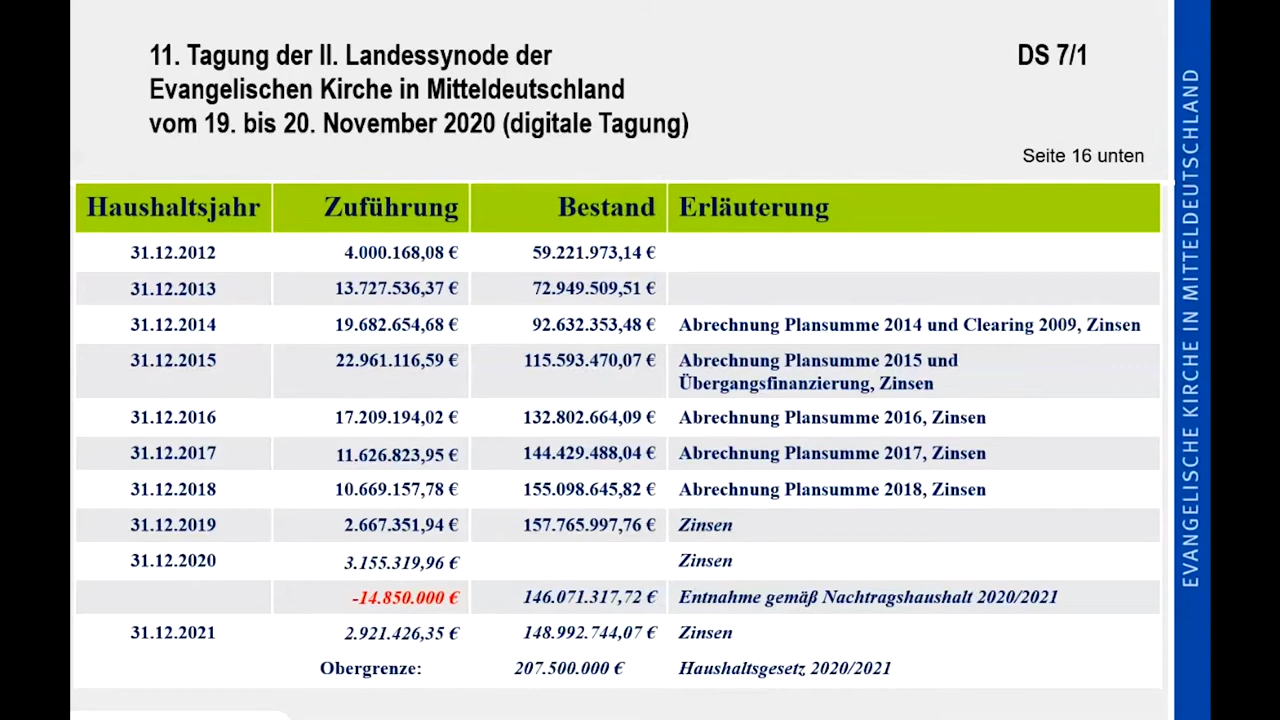 11. Tagung der II. Landessynode der
Evangelischen Kirche in Mitteldeutschland
vom 19. bis 20. November 2020 (digitale Tagung)
DS 7/1
Seite 16 unten
Haushaltsjahr Zuführung Bestand Erläuterung
31.12.2012 4.000.168,08 € 59.221.973,14 €
31.12.2013 13.727.536,37 € 72.949.509,51 €
31.12.2014 19.682.654,68 € 92.632.353,48 € Abrechnung Plansumme 2014 und Clearing 2009, Zinsen
31.12.2015 22.961.116,59 € 115.593.470,07 € Abrechnung Plansumme 2015 und
Übergangsfinanzierung, Zinsen
31.12.2016 17.209.194,02 € 132.802.664,09 € Abrechnung Plansumme 2016, Zinsen
31.12.2017 11.626.823,95 € 144.429.488,04 € Abrechnung Plansumme 2017, Zinsen
31.12.2018 10.669.157,78 € 155.098.645,82 € Abrechnung Plansumme 2018, Zinsen
31.12.2019 2.667.351,94 € 157.765.997,76 € Zinsen
31.12.2020 3.155.319,96 € Zinsen
-14.850.000 € 146.071.317,72 € Entnahme gemäß Nachtragshaushalt 2020/2021
31.12.2021 2.921.426,35 € 148.992.744,07 € Zinsen
Obergrenze: 207.500.000 € Haushaltsgesetz 2020/2021
EVANGELISCHE KIRCHE IN MITTELDEUTSCHLAND